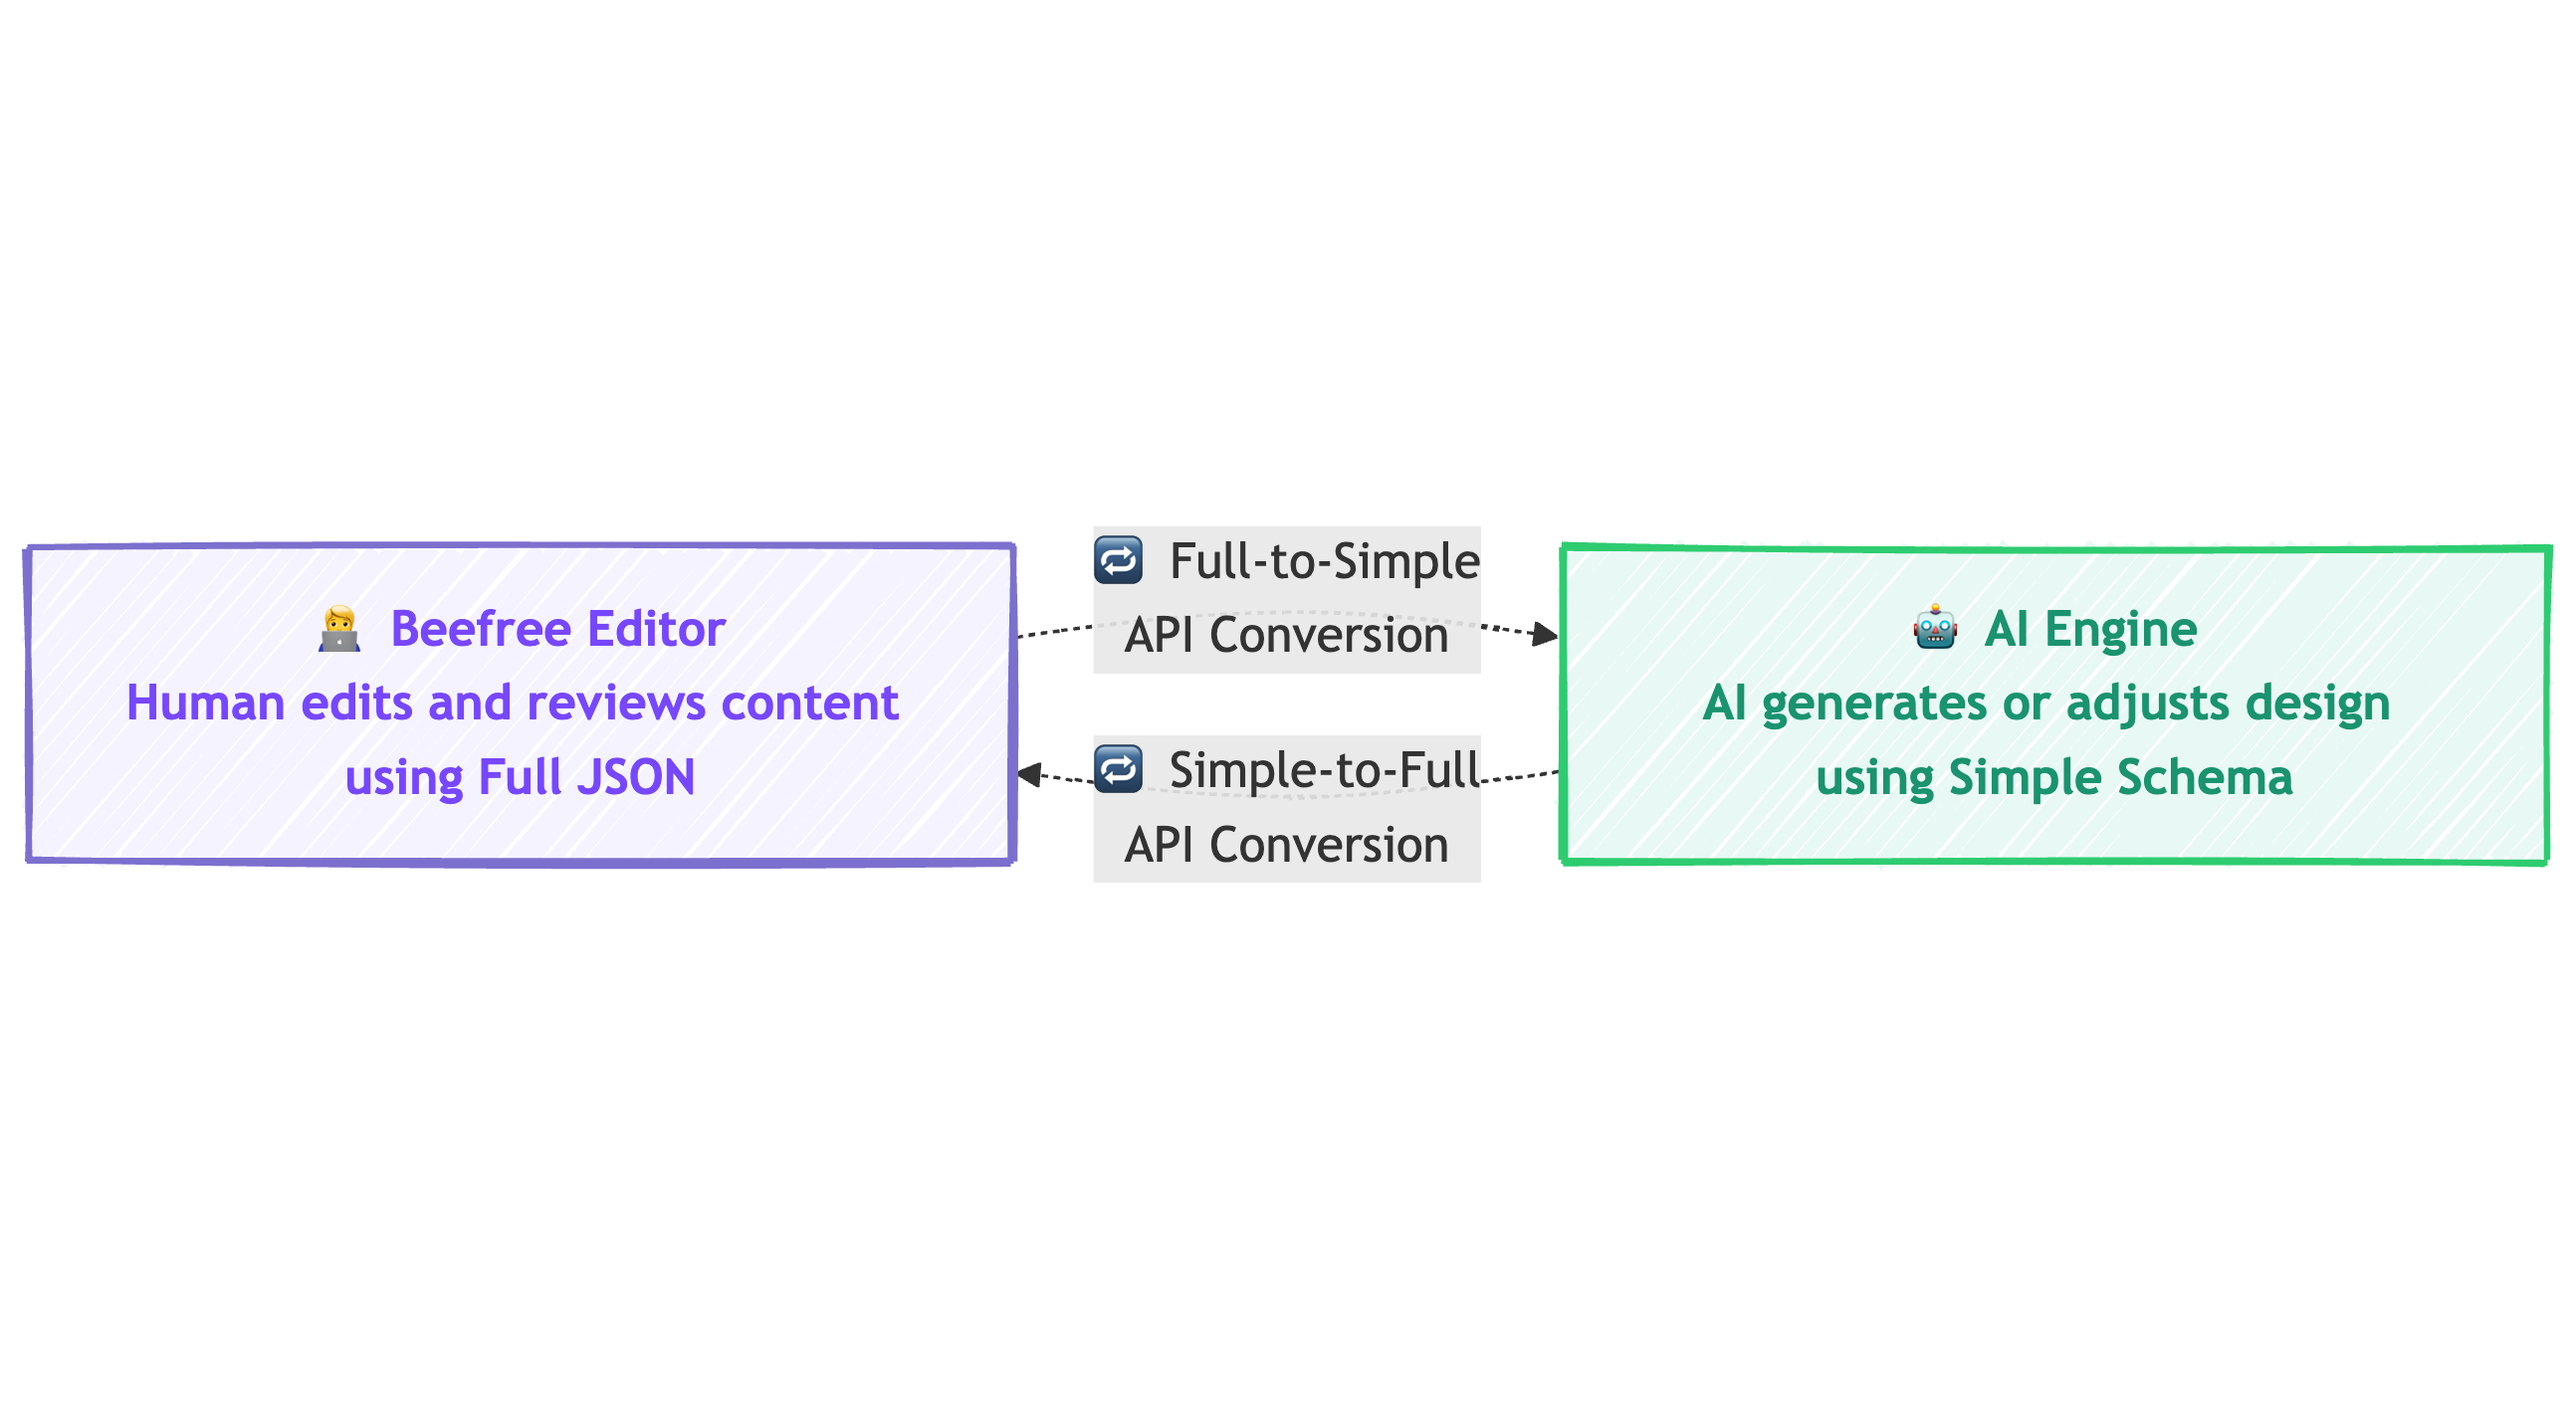 Beefree Editor
Human edits and reviews content
using Full JSON
Full-to-Simple
API Conversion
Simple-to-Full
API Conversion
AI Engine
AI generates or adjusts design
using Simple Schema